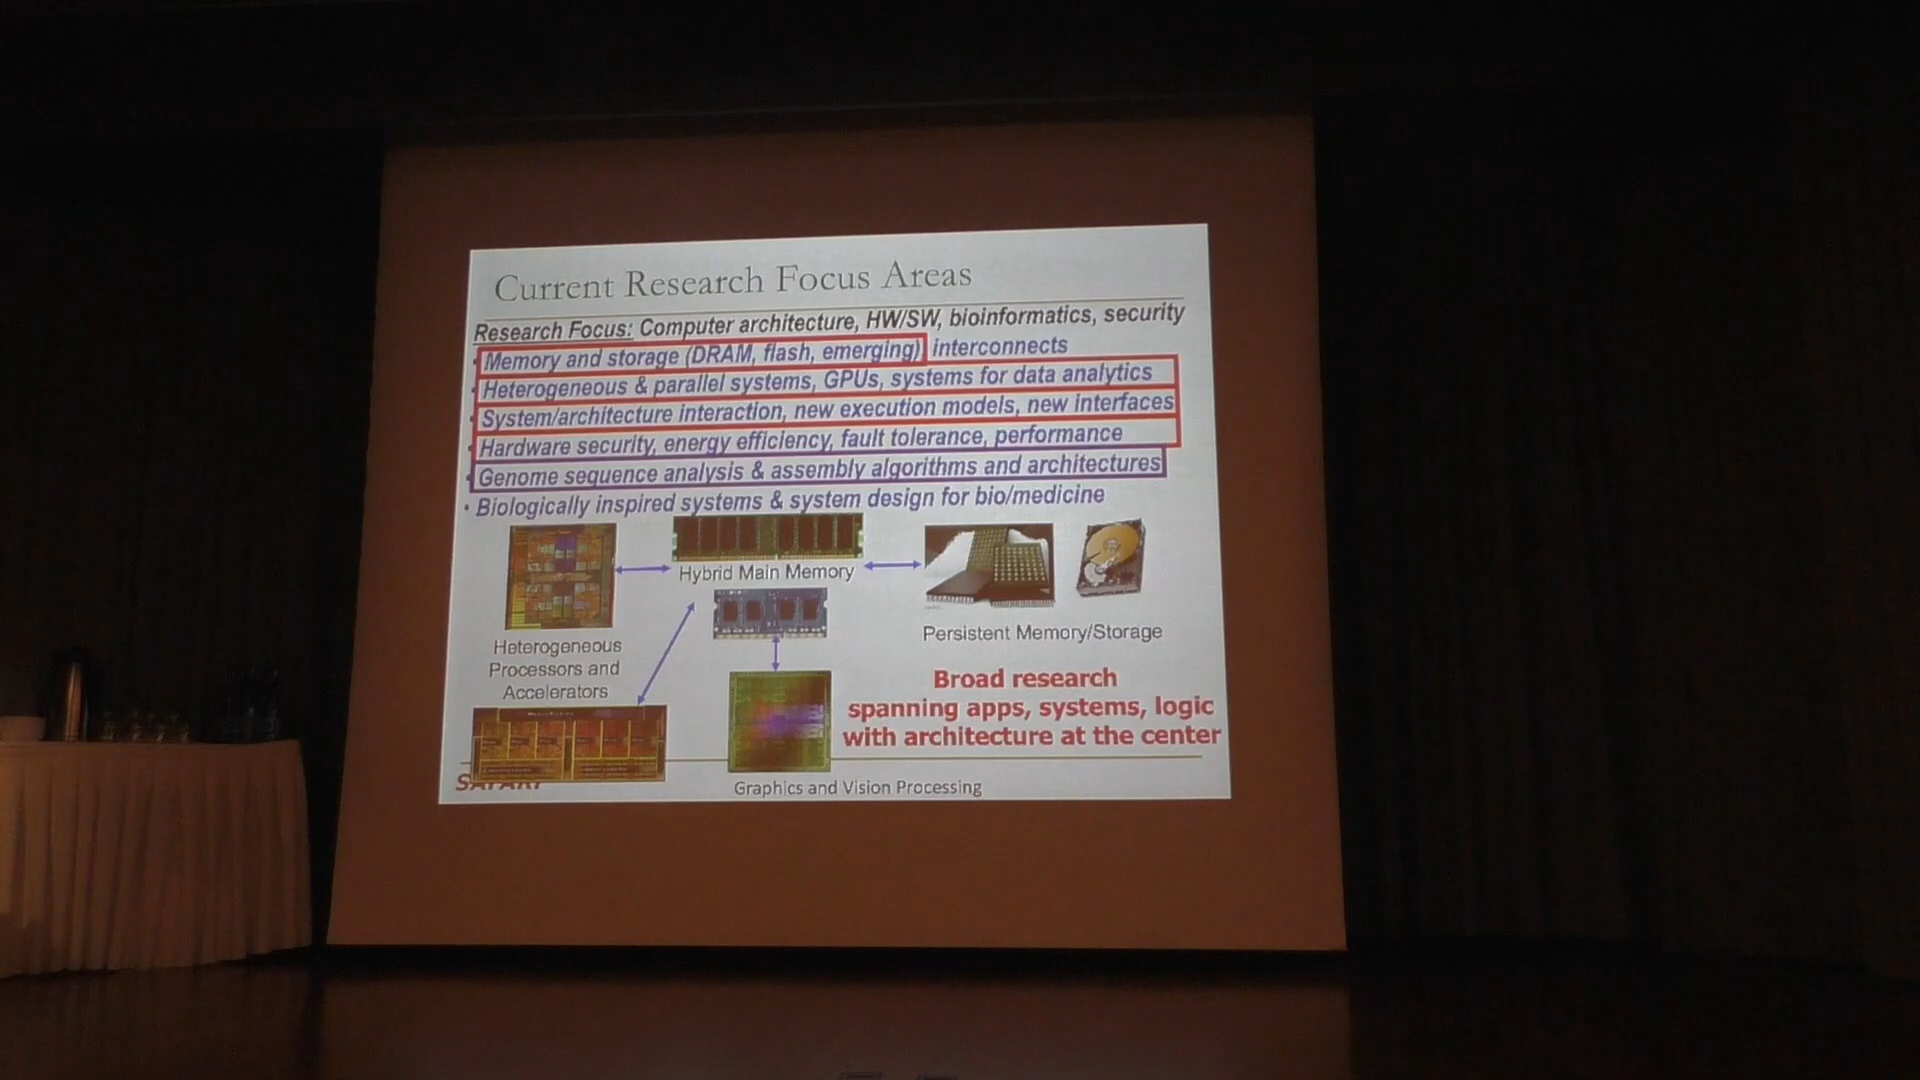 Current Research Focus Areas
Research Focus: Computer architecture, HW/SW, bioinformatics, security
• Memory and storage (DRAM, flash, emerging), interconnects
• Heterogeneous & parallel systems, GPUs, systems for data analytics
• System/architecture interaction, new execution models, new interfaces
• Hardware security, energy efficiency, fault tolerance, performance
• Genome sequence analysis & assembly algorithms and architectures
• Biologically inspired systems & system design for bio/medicine
Hybrid Main Memory
Heterogeneous
Processors and
Accelerators
Persistent Memory/Storage
Broad research
spanning apps, systems, logic
with architecture at the center
SAFARI
Graphics and Vision Processing